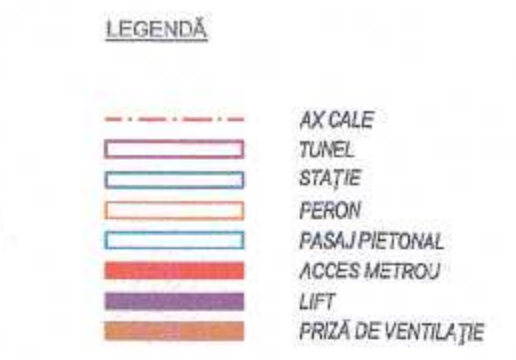 LEGENDĂ
AX CALE
TUNEL
STAȚIE
PERON
PASAJ PIETONAL
ACCES METROU
LIFT
PRIZĂ DE VENTILAȚIE